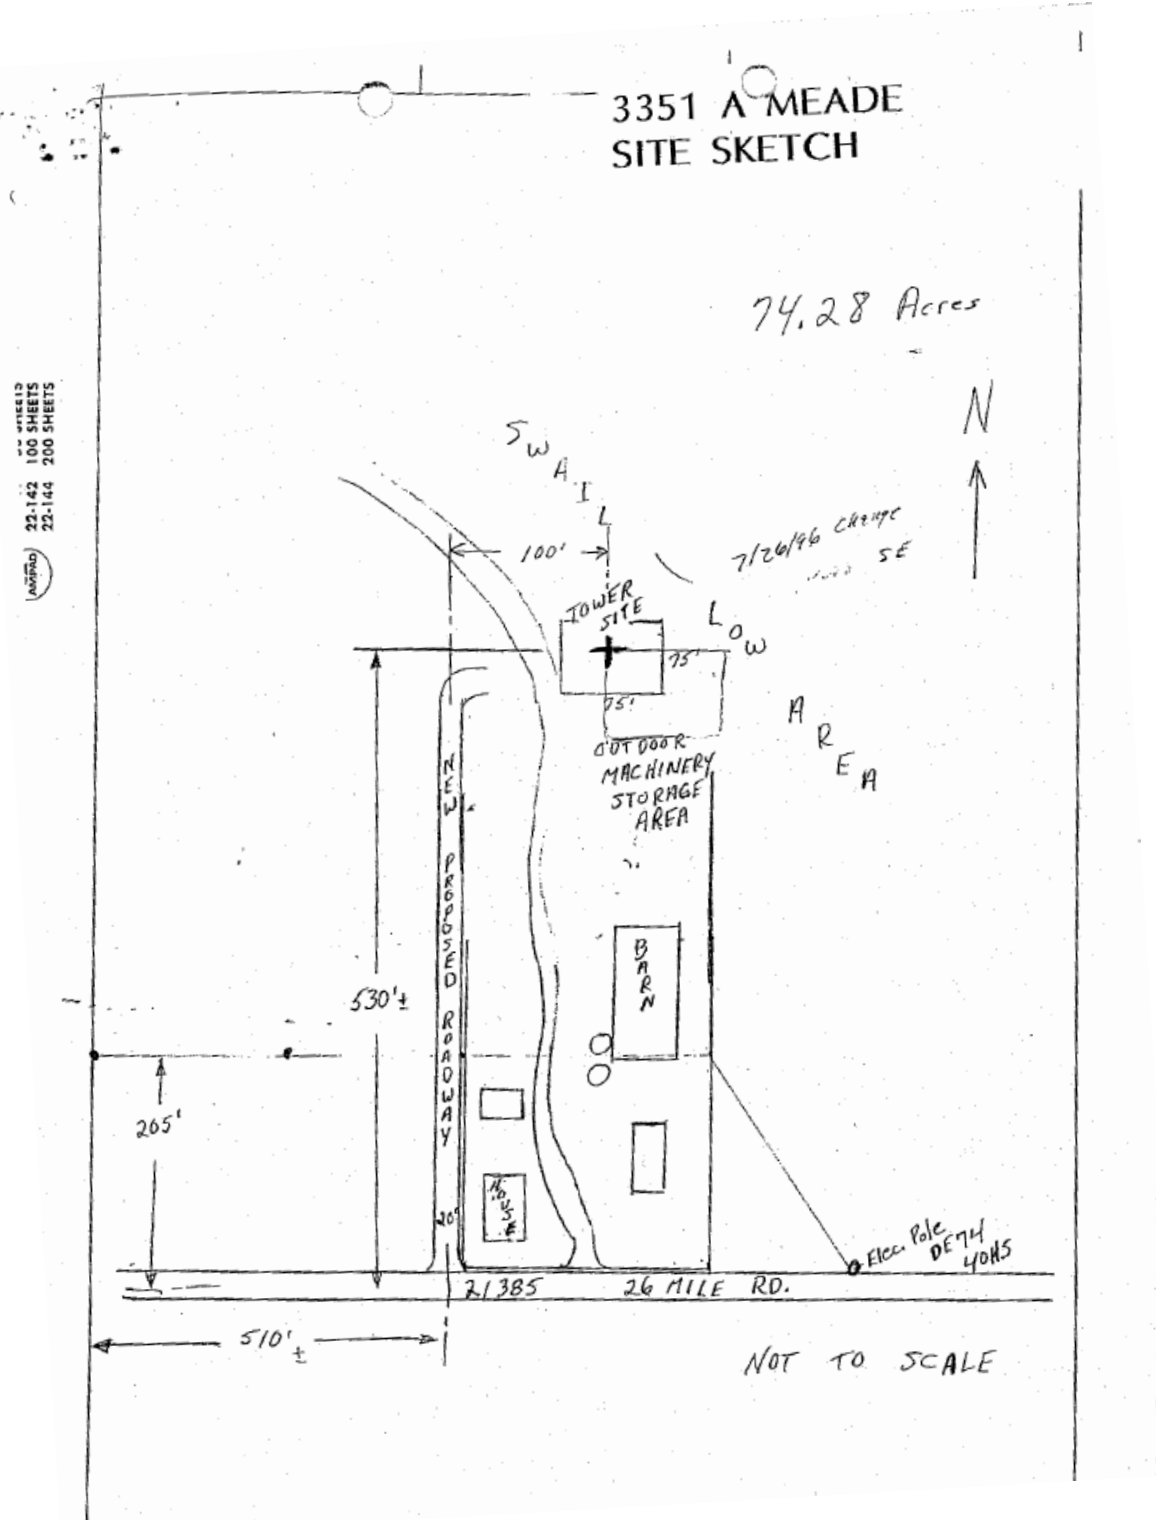 3351 A MEADE
SITE SKETCH
74.28 Acres
N
22-142 100 SHEETS
22-144 200 SHEETS
AMPAD
SWAIL
7/26/96 Change
SE
100'
TOWER
SITE
LOW
75'
75'
AREA
OUTDOOR
MACHINERY
STORAGE
AREA
NEW PROPOSED ROADWAY
BARN
530'±
205'
HOUSE
20'
Elec. Pole
DE74
40H5
21385 26 MILE RD.
510'±
NOT TO SCALE